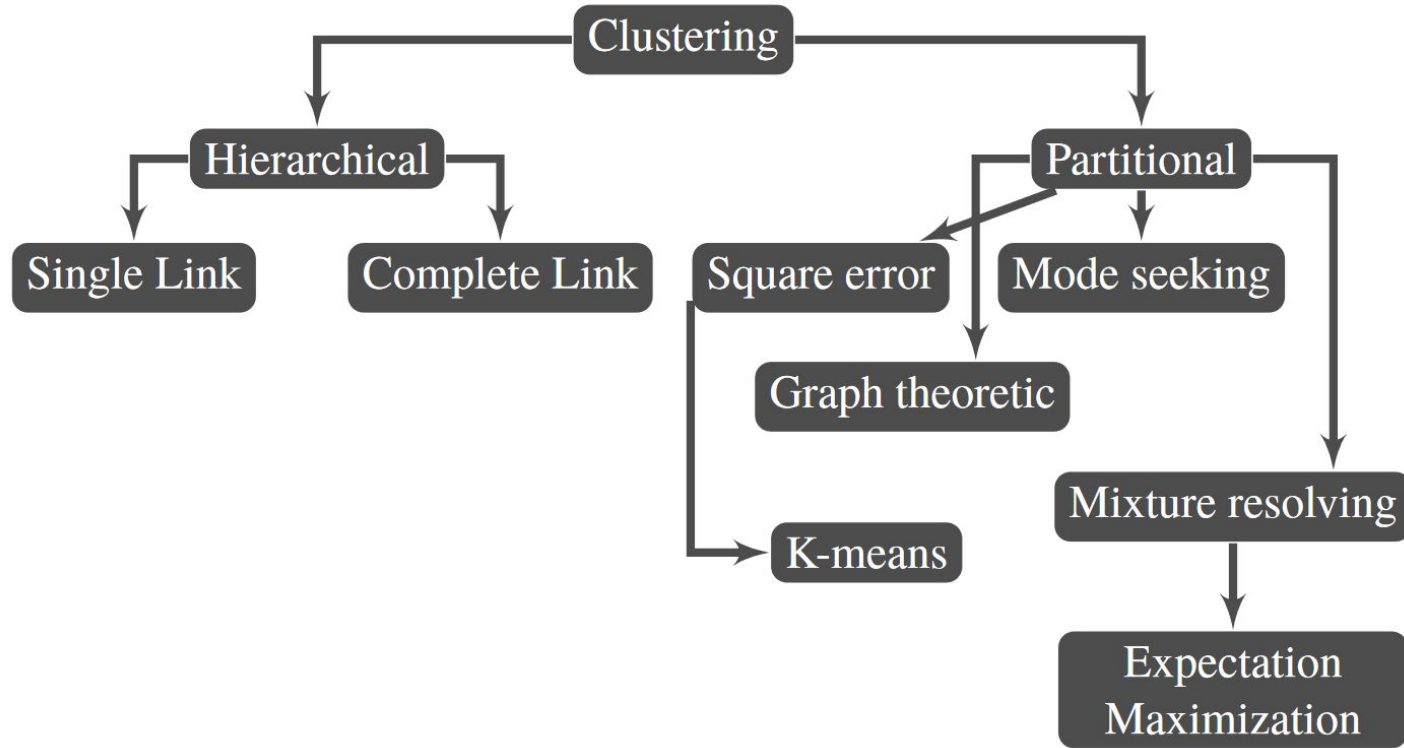 Clustering
Hierarchical
Partitional
Single Link
Complete Link
Square error
Mode seeking
Graph theoretic
Mixture resolving
K-means
Expectation
Maximization